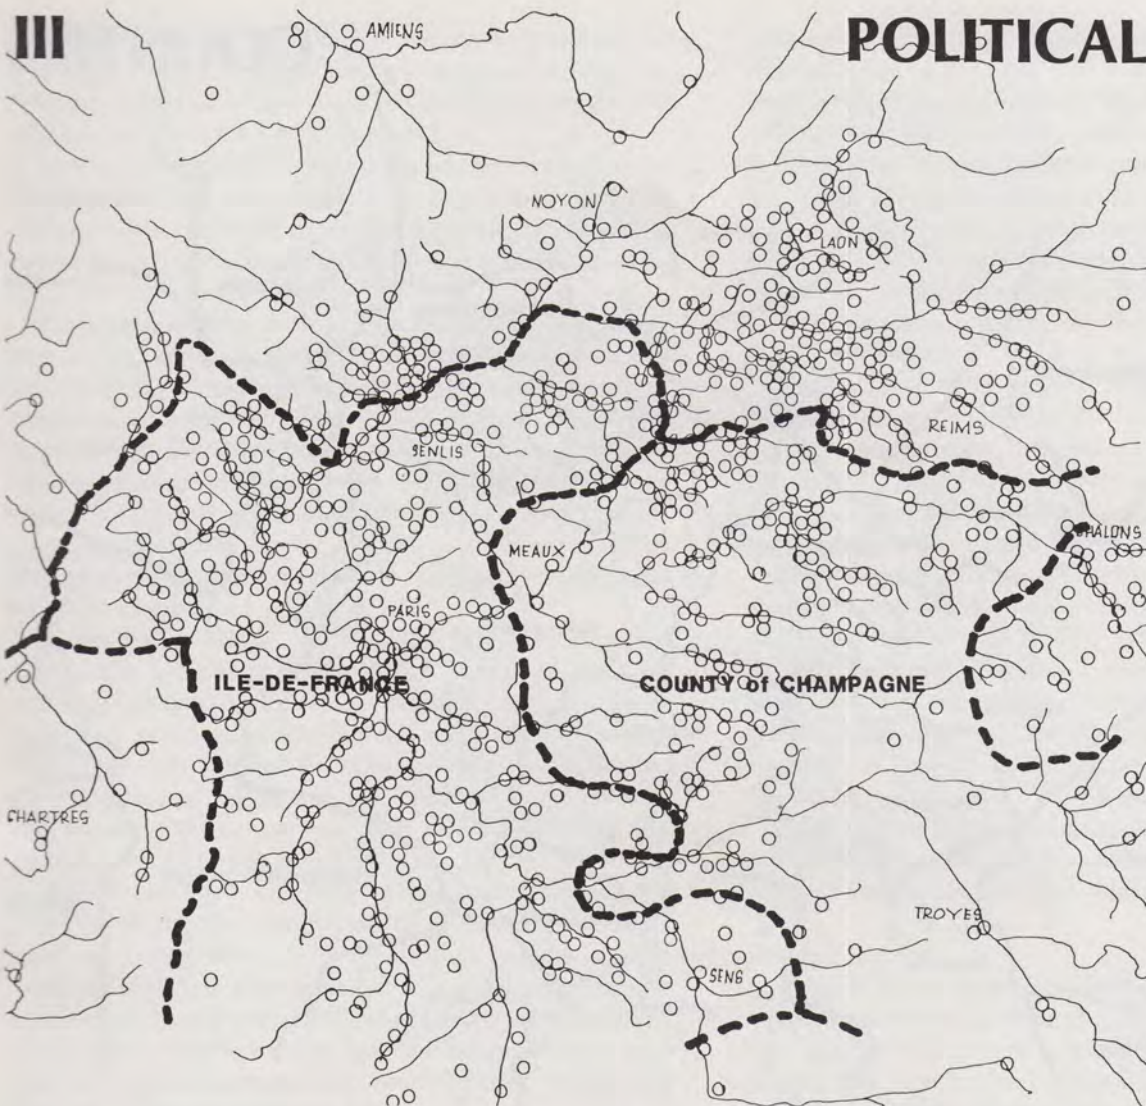 III
POLITICAL
AMIENS
NOYON
LAON
SENLIS
REIMS
MEAUX
CHALONS
PARIS
ILE-DE-FRANCE
COUNTY of CHAMPAGNE
CHARTRES
TROYES
SENS